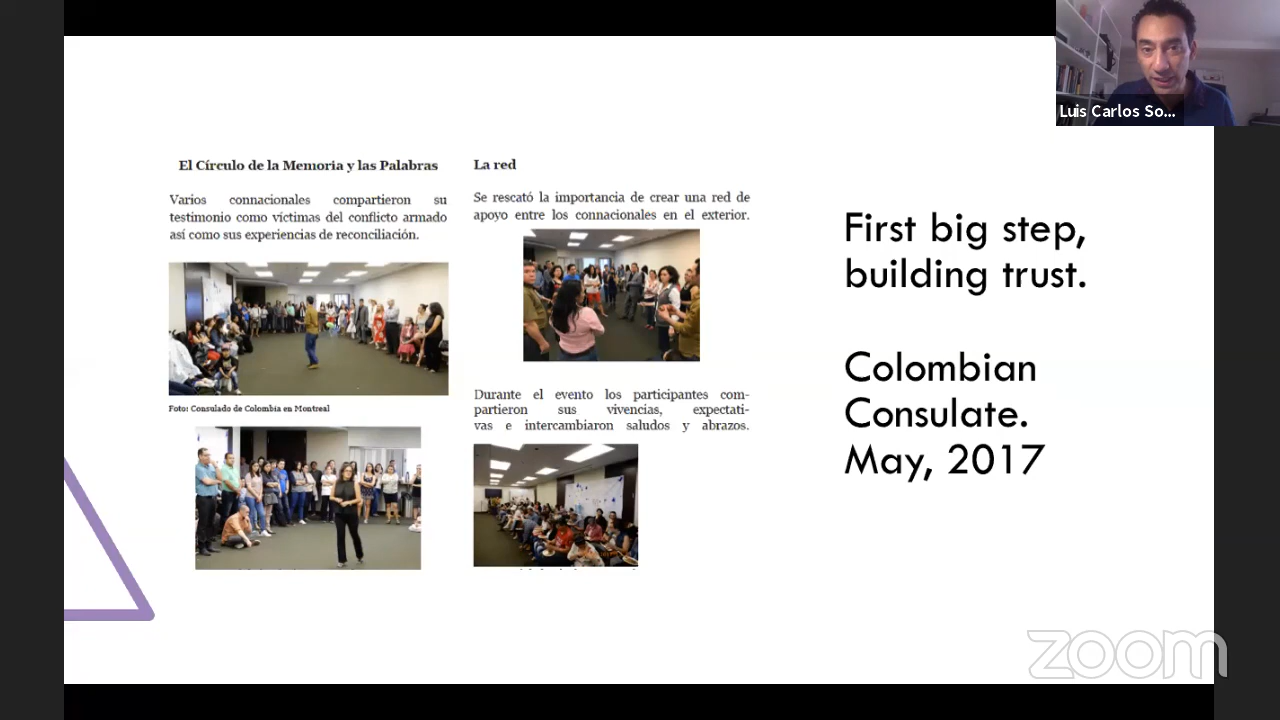 Luis Carlos So...
El Círculo de la Memoria y las Palabras
Varios connacionales compartieron su
testimonio como víctimas del conflicto armado
así como sus experiencias de reconciliación.
Foto: Consulado de Colombia en Montreal
La red
Se rescató la importancia de crear una red de
apoyo entre los connacionales en el exterior.
Durante el evento los participantes com-
partieron sus vivencias, expectati-
vas e intercambiaron saludos y abrazos.
First big step,
building trust.
Colombian
Consulate.
May, 2017
zoom